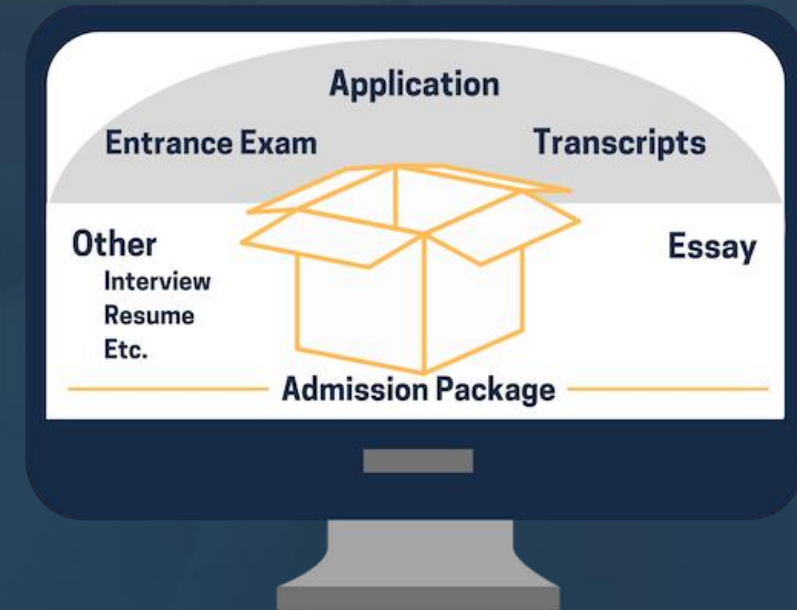 Application
Entrance Exam
Transcripts
Other
Interview
Resume
Etc.
Essay
Admission Package